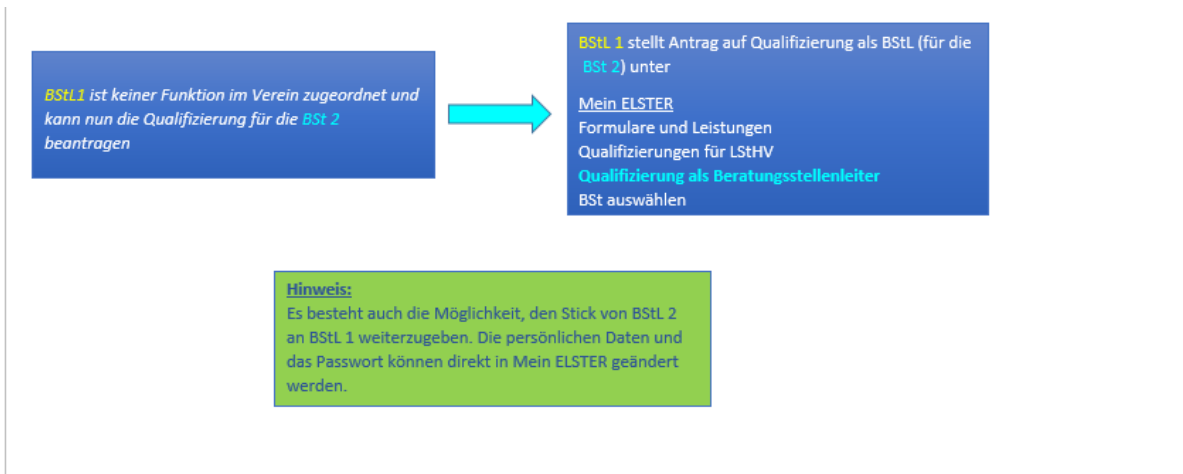 BStL1 ist keiner Funktion im Verein zugeordnet und
kann nun die Qualifizierung für die BSt 2
beantragen
BStL 1 stellt Antrag auf Qualifizierung als BStL (für die
BSt 2) unter
Mein ELSTER
Formulare und Leistungen
Qualifizierungen für LStHV
Qualifizierung als Beratungsstellenleiter
BSt auswählen
Hinweis:
Es besteht auch die Möglichkeit, den Stick von BStL 2
an BStL 1 weiterzugeben. Die persönlichen Daten und
das Passwort können direkt in Mein ELSTER geändert
werden.